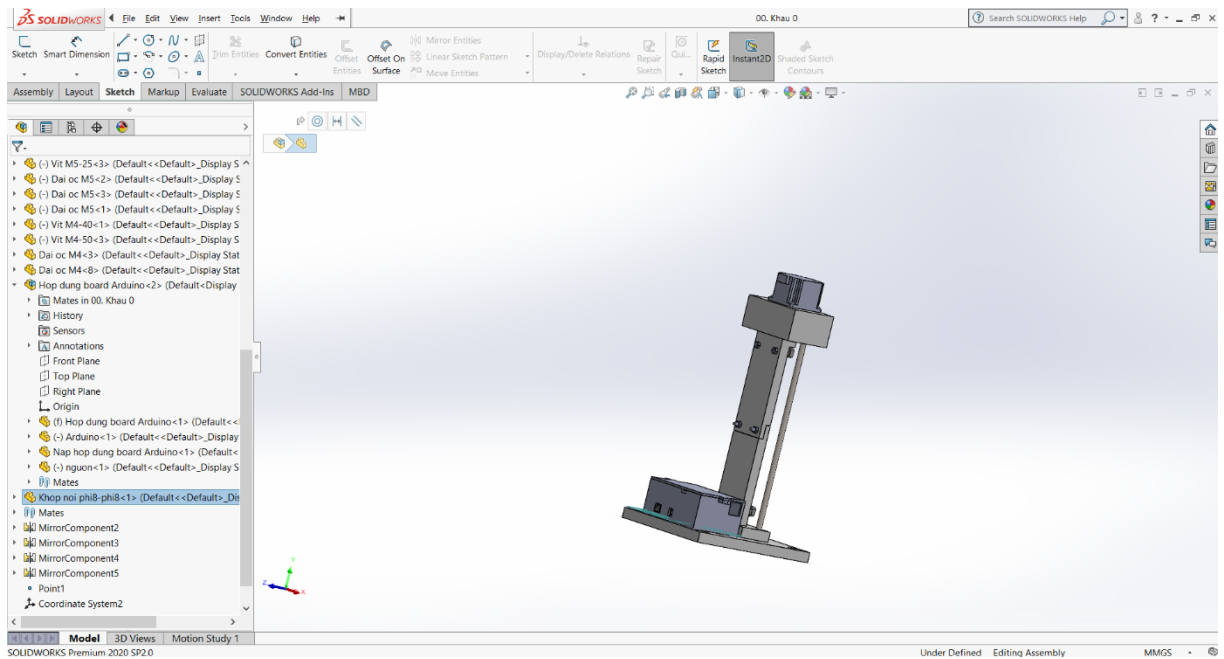 SOLIDWORKS File Edit View Insert Tools Window Help 00. Khau 0 Search SOLIDWORKS Help
Sketch Smart Dimension Trim Entities Convert Entities Offset Entities Offset On Surface Mirror Entities Linear Sketch Pattern Move Entities Display/Delete Relations Repair Sketch Qui... Rapid Sketch Instant2D Shaded Sketch Contours
Assembly Layout Sketch Markup Evaluate SOLIDWORKS Add-Ins MBD
(-) Vit M5-25<3> (Default<<Default>_Display S
(-) Dai oc M5<2> (Default<<Default>_Display S
(-) Dai oc M5<3> (Default<<Default>_Display S
(-) Dai oc M5<1> (Default<<Default>_Display S
(-) Vit M4-40<1> (Default<<Default>_Display S
(-) Vit M4-50<3> (Default<<Default>_Display S
Dai oc M4<3> (Default<<Default>_Display Stat
Dai oc M4<8> (Default<<Default>_Display Stat
Hop dung board Arduino<2> (Default<Display
Mates in 00. Khau 0
History
Sensors
Annotations
Front Plane
Top Plane
Right Plane
Origin
(f) Hop dung board Arduino<1> (Default<<
(-) Arduino<1> (Default<<Default>_Display
Nap hop dung board Arduino<1> (Default<
(-) nguon<1> (Default<<Default>_Display S
Mates
Khop noi phi8-phi8<1> (Default<<Default>_Dis
Mates
MirrorComponent2
MirrorComponent3
MirrorComponent4
MirrorComponent5
Point1
Coordinate System2
Y
Z
X
Model 3D Views Motion Study 1
SOLIDWORKS Premium 2020 SP2.0 Under Defined Editing Assembly MMGS